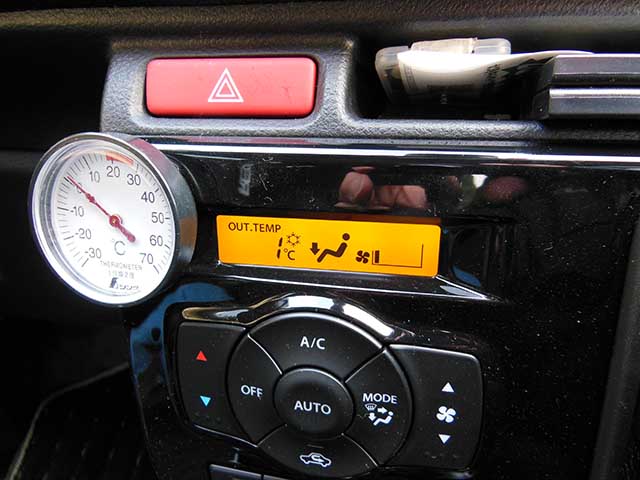 10 20 30
0 40
-10 50
-20 60
-30 °C 70
THERMOMETER
OUT.TEMP
1°C
A/C
OFF
AUTO
MODE